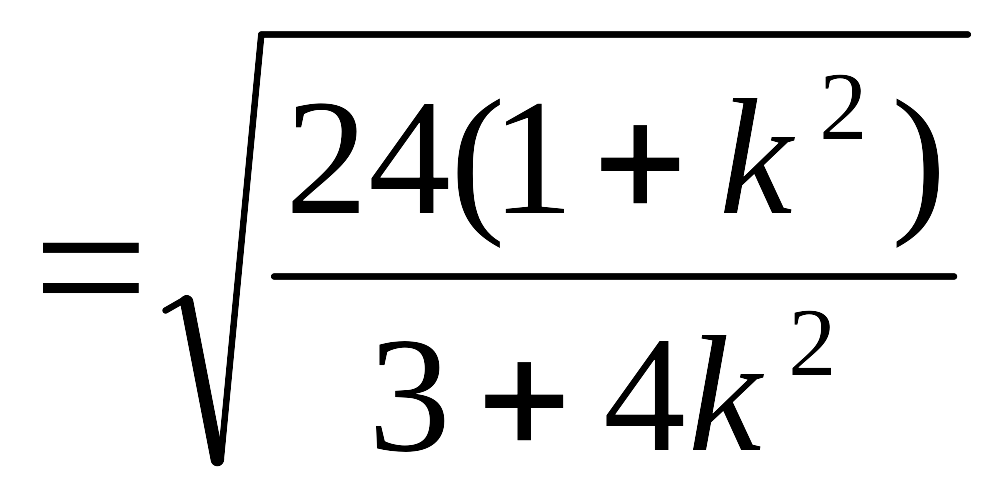 = √(24(1 + k²) / (3 + 4k²))